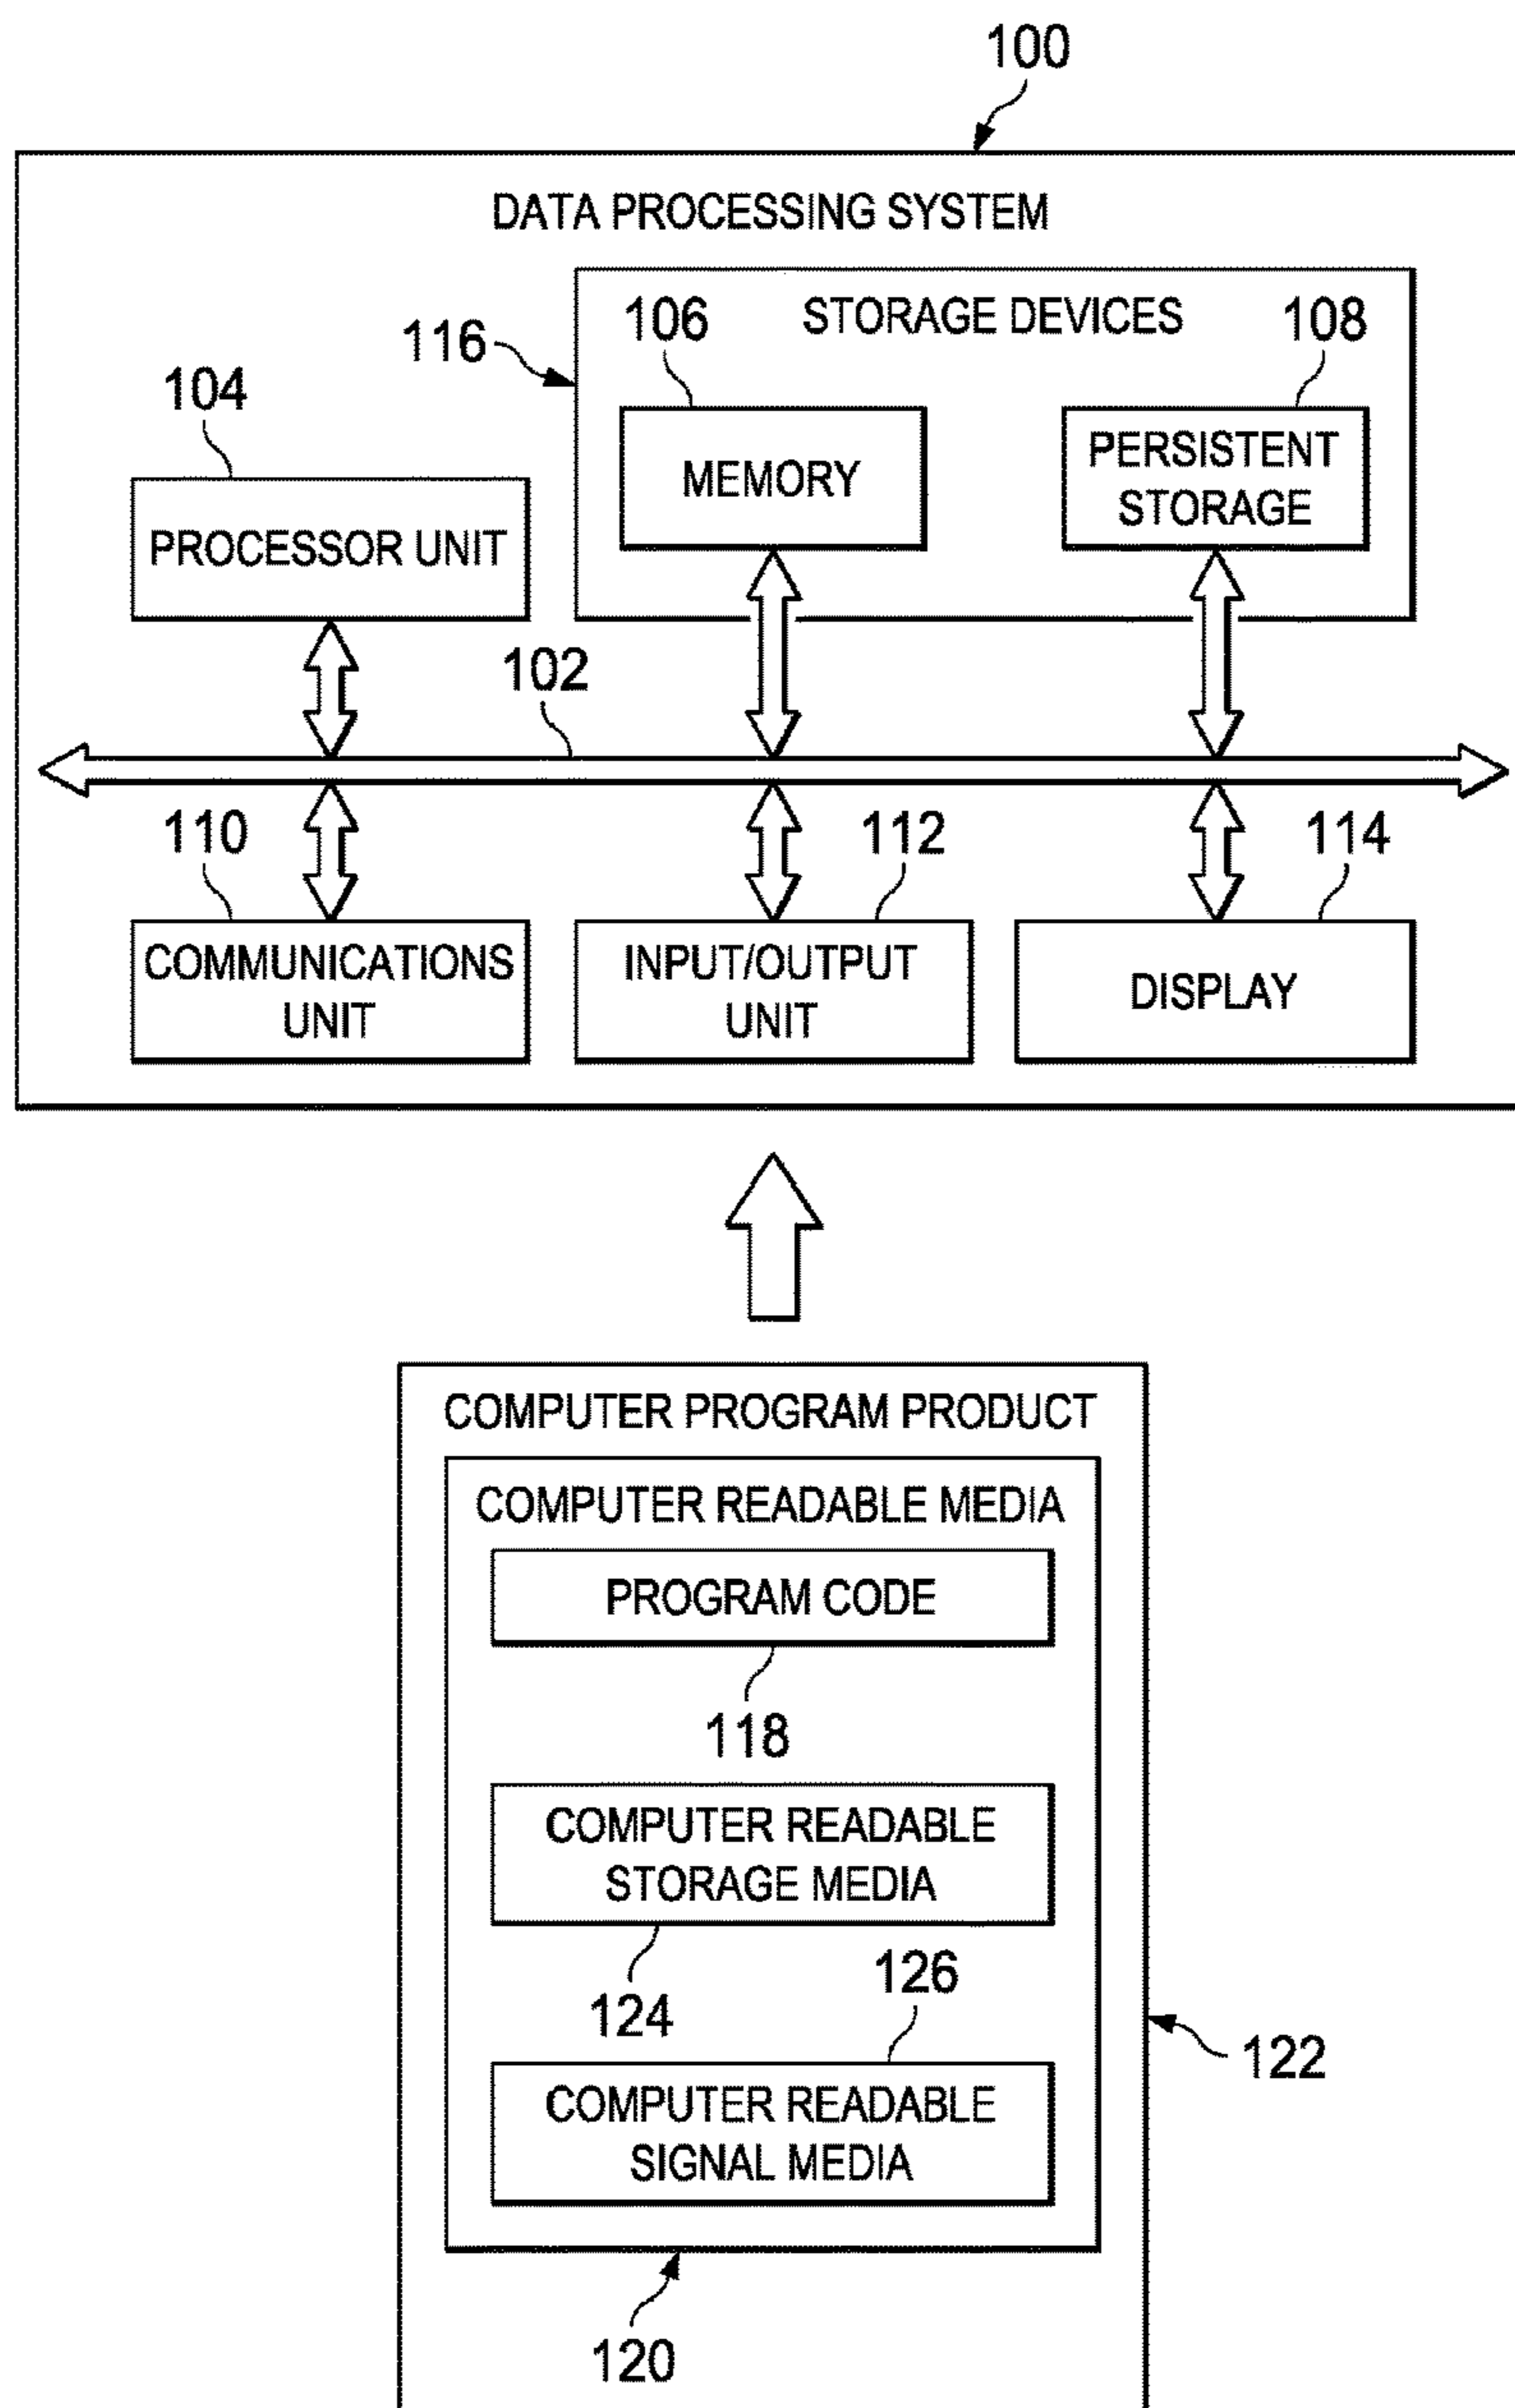 100
DATA PROCESSING SYSTEM
116
106
STORAGE DEVICES
108
104
MEMORY
PERSISTENT
STORAGE
PROCESSOR UNIT
102
110
112
114
COMMUNICATIONS
UNIT
INPUT/OUTPUT
UNIT
DISPLAY
COMPUTER PROGRAM PRODUCT
COMPUTER READABLE MEDIA
PROGRAM CODE
118
COMPUTER READABLE
STORAGE MEDIA
124
126
122
COMPUTER READABLE
SIGNAL MEDIA
120